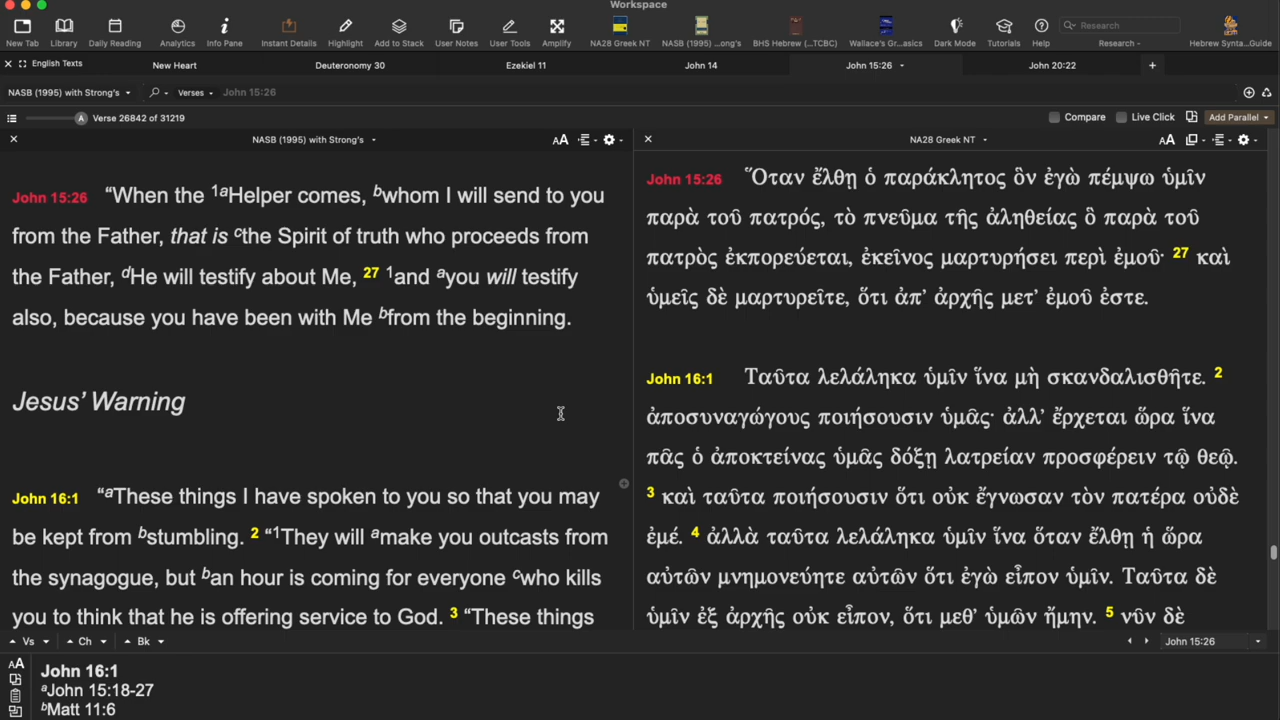 Workspace
New Tab Library Daily Reading Analytics Info Pane Instant Details Highlight Add to Stack User Notes User Tools Amplify NA28 Greek NT NASB (1995) ...ong's BHS Hebrew (...TCBC) Wallace's Gr...asics Dark Mode Tutorials Help Research Research Hebrew Synta...Guide
English Texts New Heart Deuteronomy 30 Ezekiel 11 John 14 John 15:26 John 20:22
NASB (1995) with Strong's Verses John 15:26
A Verse 26842 of 31219 Compare Live Click Add Parallel
NASB (1995) with Strong's
John 15:26 “When the 1aHelper comes, bwhom I will send to you
from the Father, that is cthe Spirit of truth who proceeds from
the Father, dHe will testify about Me, 27 1and ayou will testify
also, because you have been with Me bfrom the beginning.
Jesus’ Warning
John 16:1 “aThese things I have spoken to you so that you may
be kept from bstumbling. 2 “1They will amake you outcasts from
the synagogue, but ban hour is coming for everyone cwho kills
you to think that he is offering service to God. 3 “These things
NA28 Greek NT
John 15:26 Ὅταν ἔλθῃ ὁ παράκλητος ὃν ἐγὼ πέμψω ὑμῖν
παρὰ τοῦ πατρός, τὸ πνεῦμα τῆς ἀληθείας ὃ παρὰ τοῦ
πατρὸς ἐκπορεύεται, ἐκεῖνος μαρτυρήσει περὶ ἐμοῦ· 27 καὶ
ὑμεῖς δὲ μαρτυρεῖτε, ὅτι ἀπ’ ἀρχῆς μετ’ ἐμοῦ ἐστε.
John 16:1 Ταῦτα λελάληκα ὑμῖν ἵνα μὴ σκανδαλισθῆτε. 2
ἀποσυναγώγους ποιήσουσιν ὑμᾶς· ἀλλ’ ἔρχεται ὥρα ἵνα
πᾶς ὁ ἀποκτείνας ὑμᾶς δόξῃ λατρείαν προσφέρειν τῷ θεῷ.
3 καὶ ταῦτα ποιήσουσιν ὅτι οὐκ ἔγνωσαν τὸν πατέρα οὐδὲ
ἐμέ. 4 ἀλλὰ ταῦτα λελάληκα ὑμῖν ἵνα ὅταν ἔλθῃ ἡ ὥρα
αὐτῶν μνημονεύητε αὐτῶν ὅτι ἐγὼ εἶπον ὑμῖν. Ταῦτα δὲ
ὑμῖν ἐξ ἀρχῆς οὐκ εἶπον, ὅτι μεθ’ ὑμῶν ἤμην. 5 νῦν δὲ
Vs Ch Bk John 15:26
John 16:1
aJohn 15:18-27
bMatt 11:6